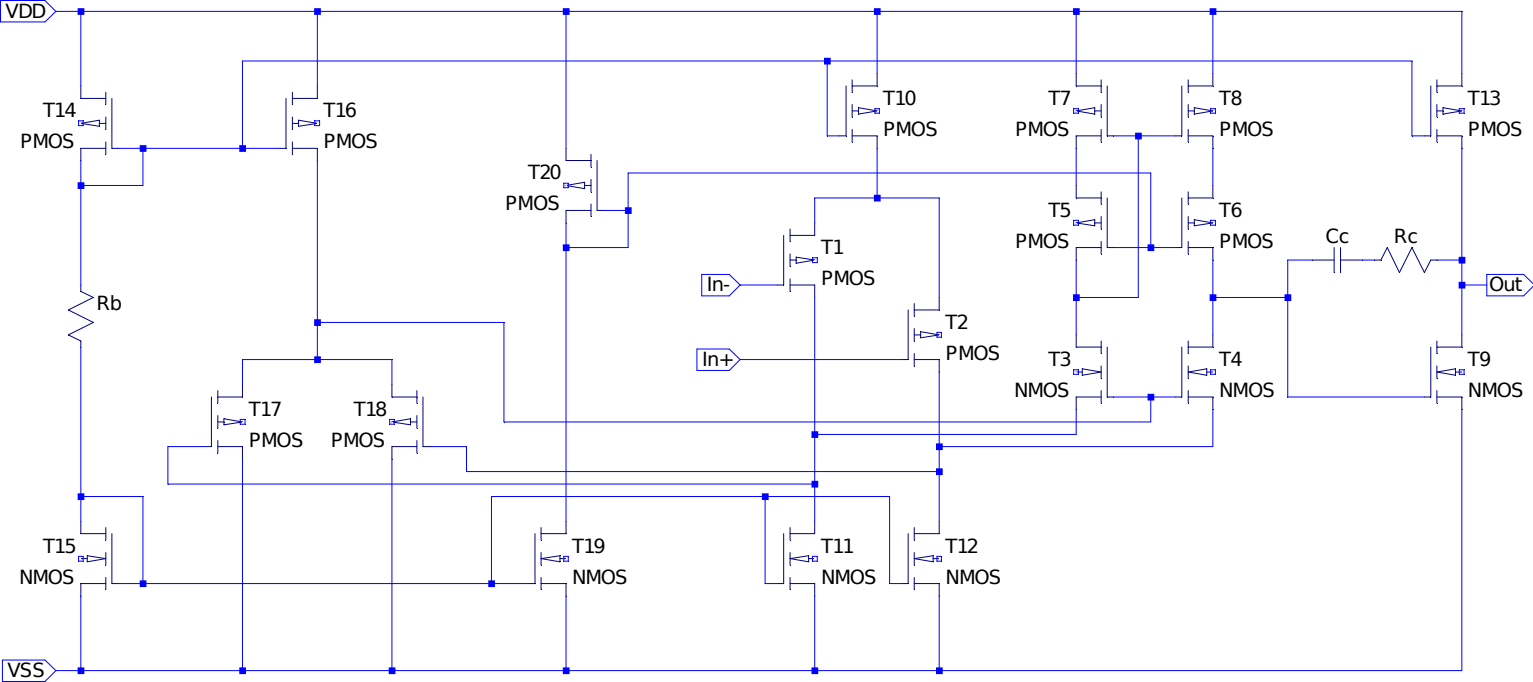 VDD
T14
PMOS
T16
PMOS
T10
PMOS
T7
PMOS
T8
PMOS
T13
PMOS
T20
PMOS
T5
PMOS
T6
PMOS
T1
PMOS
Cc
Rc
In-
Out
Rb
T2
PMOS
In+
T3
NMOS
T4
NMOS
T9
NMOS
T17
PMOS
T18
PMOS
T15
NMOS
T19
NMOS
T11
NMOS
T12
NMOS
VSS